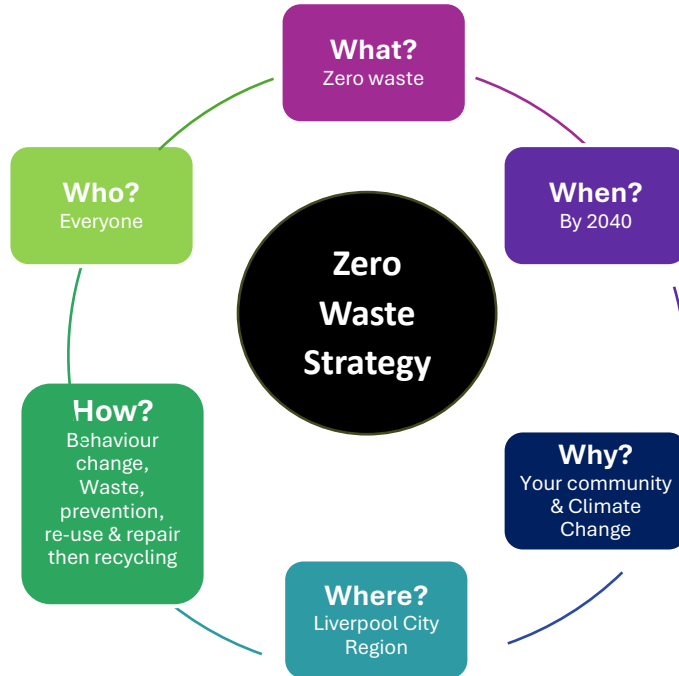 What?
Zero waste
Who?
Everyone
When?
By 2040
Zero
Waste
Strategy
How?
Behaviour
change,
Waste,
prevention,
re-use & repair
then recycling
Why?
Your community
& Climate
Change
Where?
Liverpool City
Region